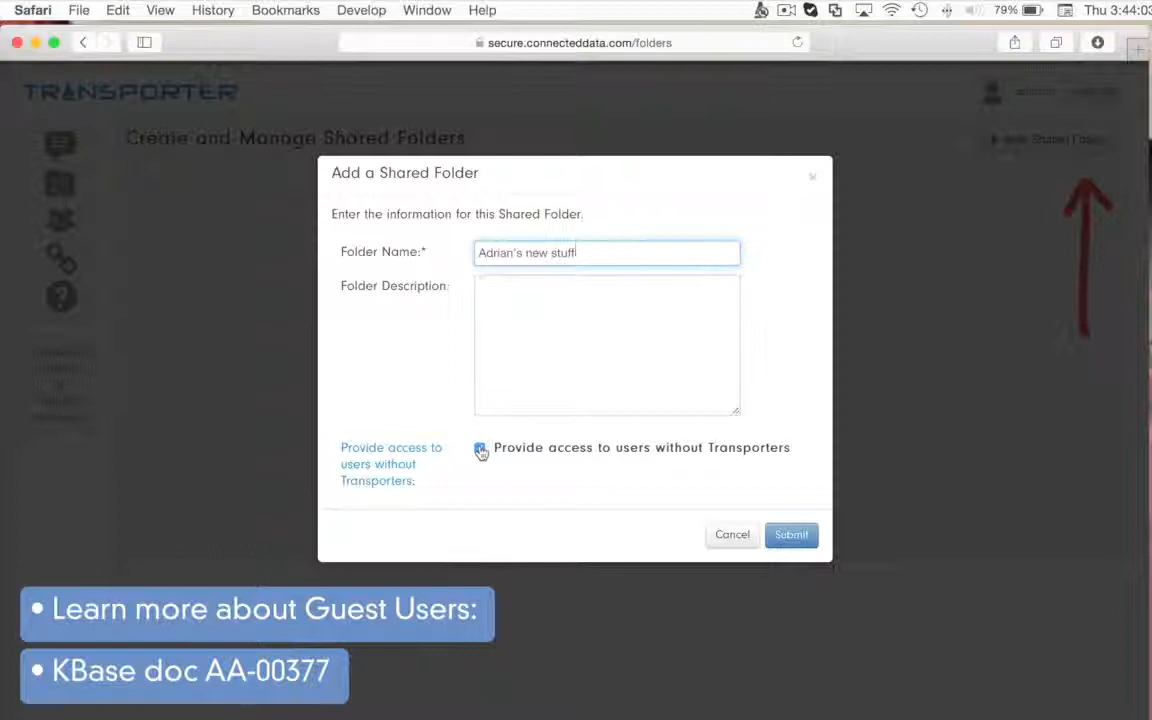 Safari File Edit View History Bookmarks Develop Window Help 79% Thu 3:44:03
secure.connecteddata.com/folders
TRANSPORTER
Create and Manage Shared Folders
Add a Shared Folder
Enter the information for this Shared Folder.
Folder Name:* Adrian's new stuff
Folder Description:
Provide access to
users without
Transporters:
Provide access to users without Transporters
Cancel Submit
• Learn more about Guest Users:
• KBase doc AA-00377